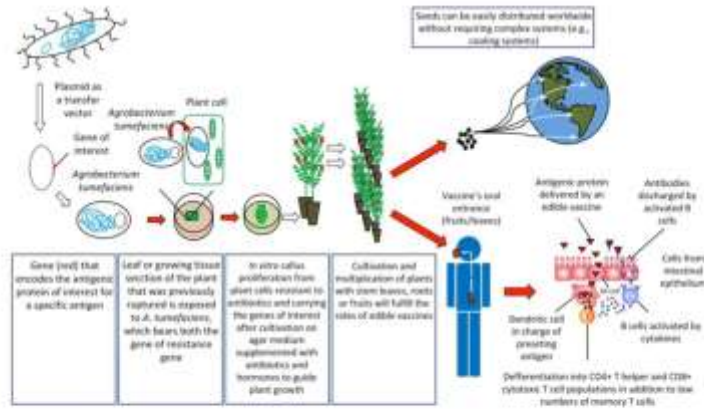 Seeds can be easily distributed worldwide
without requiring complex systems (e.g.,
cooling systems)
Plasmid as
a transfer
vector
Plant cell
Agrobacterium
tumefaciens
Gene of
interest
Agrobacterium
tumefaciens
Vaccine's oral
entrance
(fruits/leaves)
Antigenic protein
delivered by an
edible vaccine
Antibodies
discharged by
activated B
cells
Cells from
intestinal
epithelium
Dendritic cell
in charge of
presenting
antigen
B cells activated by
cytokines
Gene (red) that
encodes the antigenic
protein of interest for
a specific antigen
Leaf or growing tissue
section of the plant
that was previously
ruptured is exposed
to A. tumefaciens,
which bears both the
gene of resistance
gene
In vitro callus
proliferation from
plant cells resistant to
antibiotics and carrying the
genes of interest
after cultivation on
agar medium
supplemented with
antibiotics and
hormones to guide
plant growth
Cultivation and
multiplication of plants
with stem leaves, roots
or fruits will fulfill the
roles of edible vaccines
Defferentiation into CD4+ T helper and CD8+
cytotoxic T cell populations in addition to low
numbers of memory T cells